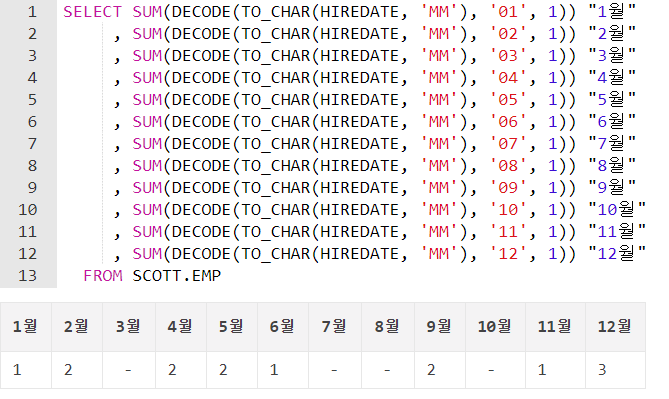 1 SELECT SUM(DECODE(TO_CHAR(HIREDATE, 'MM'), '01', 1)) "1월"
2 , SUM(DECODE(TO_CHAR(HIREDATE, 'MM'), '02', 1)) "2월"
3 , SUM(DECODE(TO_CHAR(HIREDATE, 'MM'), '03', 1)) "3월"
4 , SUM(DECODE(TO_CHAR(HIREDATE, 'MM'), '04', 1)) "4월"
5 , SUM(DECODE(TO_CHAR(HIREDATE, 'MM'), '05', 1)) "5월"
6 , SUM(DECODE(TO_CHAR(HIREDATE, 'MM'), '06', 1)) "6월"
7 , SUM(DECODE(TO_CHAR(HIREDATE, 'MM'), '07', 1)) "7월"
8 , SUM(DECODE(TO_CHAR(HIREDATE, 'MM'), '08', 1)) "8월"
9 , SUM(DECODE(TO_CHAR(HIREDATE, 'MM'), '09', 1)) "9월"
10 , SUM(DECODE(TO_CHAR(HIREDATE, 'MM'), '10', 1)) "10월"
11 , SUM(DECODE(TO_CHAR(HIREDATE, 'MM'), '11', 1)) "11월"
12 , SUM(DECODE(TO_CHAR(HIREDATE, 'MM'), '12', 1)) "12월"
13 FROM SCOTT.EMP
1월 2월 3월 4월 5월 6월 7월 8월 9월 10월 11월 12월
1 2 - 2 2 1 - - 2 - 1 3